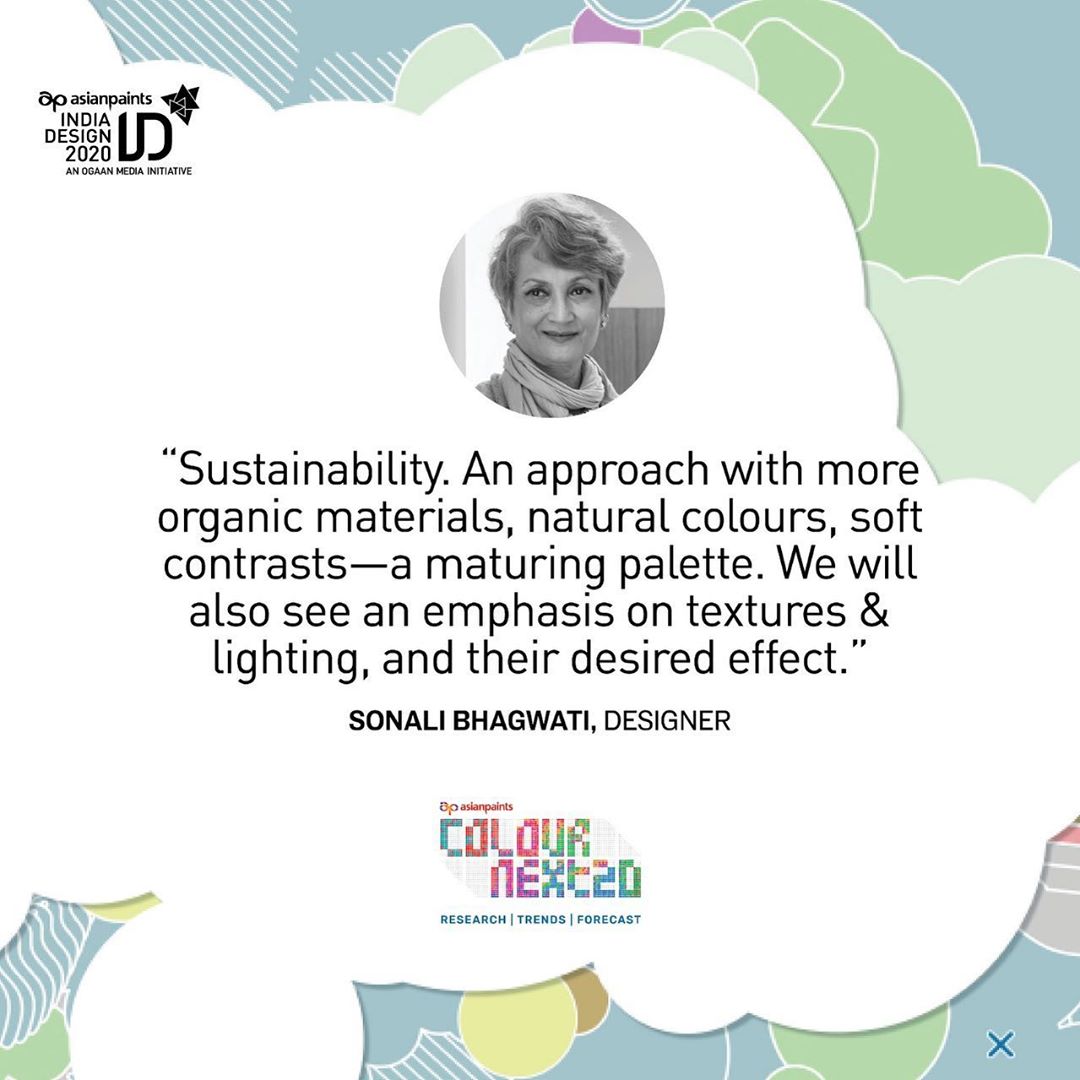 asianpaints
INDIA
DESIGN ID
2020
AN OGAAN MEDIA INITIATIVE
“Sustainability. An approach with more
organic materials, natural colours, soft
contrasts—a maturing palette. We will
also see an emphasis on textures &
lighting, and their desired effect.”
SONALI BHAGWATI, DESIGNER
asianpaints
COLOUR
NEXT20
RESEARCH | TRENDS | FORECAST